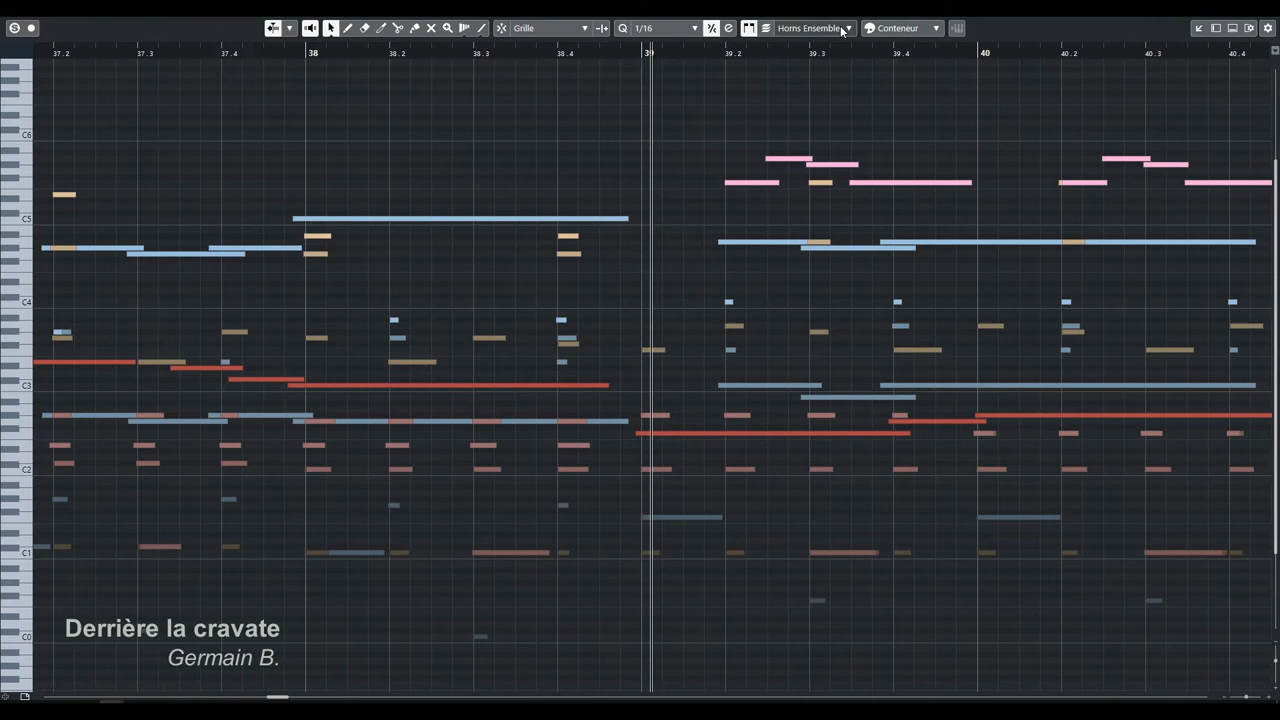 Grille Q 1/16 Horns Ensemble Conteneur
37.2 37.3 37.4 38 38.2 38.3 38.4 39 39.2 39.3 39.4 40 40.2 40.3 40.4
C6
C5
C4
C3
C2
C1
C0
Derrière la cravate
Germain B.